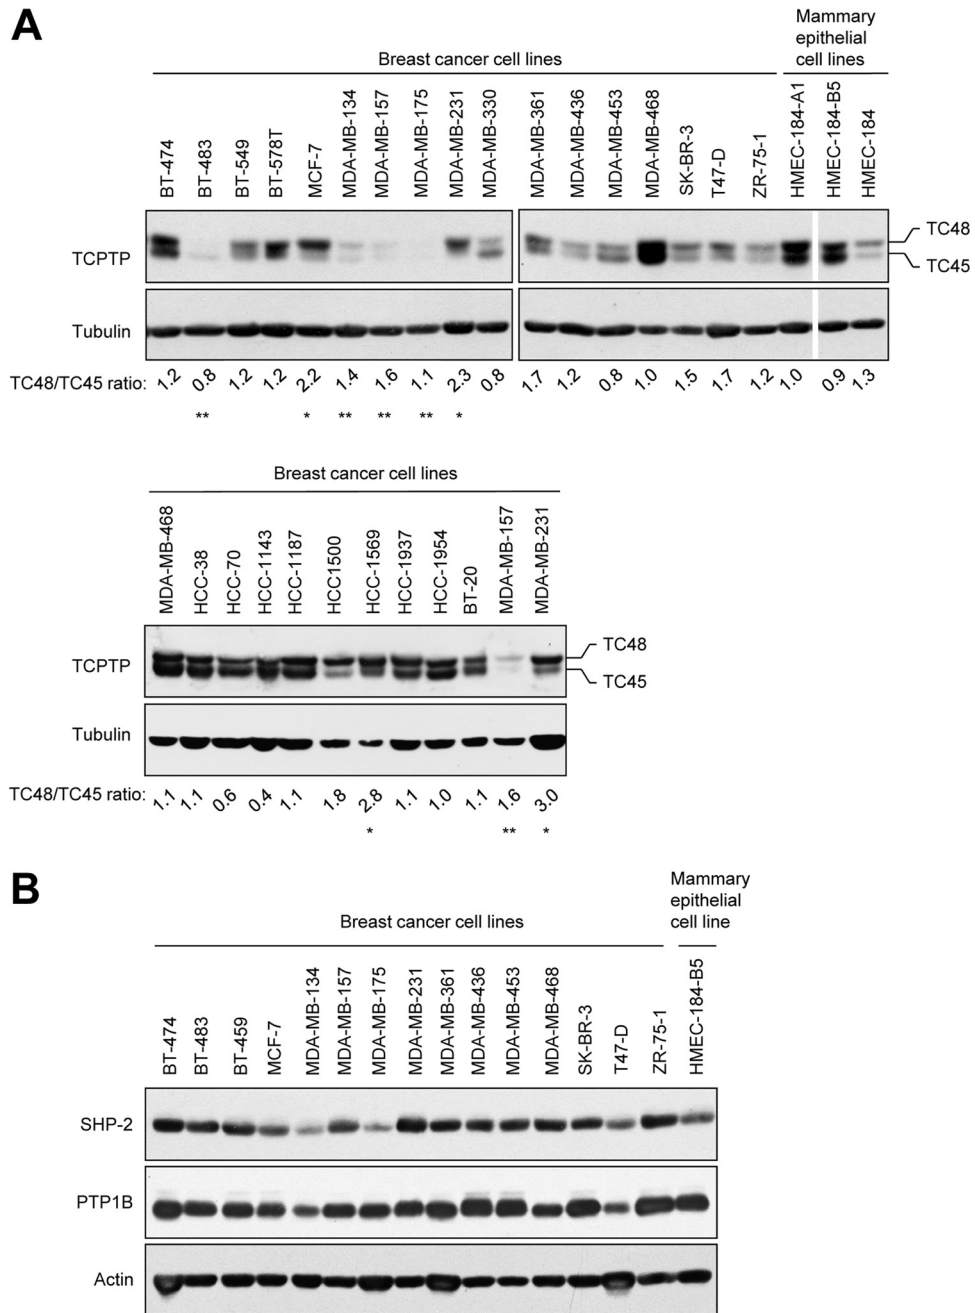 A
Breast cancer cell lines
Mammary
epithelial
cell lines
BT-474
BT-483
BT-549
BT-578T
MCF-7
MDA-MB-134
MDA-MB-157
MDA-MB-175
MDA-MB-231
MDA-MB-330
MDA-MB-361
MDA-MB-436
MDA-MB-453
MDA-MB-468
SK-BR-3
T47-D
ZR-75-1
HMEC-184-A1
HMEC-184-B5
HMEC-184
TCPTP
TC48
TC45
Tubulin
TC48/TC45 ratio: 1.2 0.8 1.2 1.2 2.2 1.4 1.6 1.1 2.3 0.8 1.7 1.2 0.8 1.0 1.5 1.7 1.2 1.0 0.9 1.3
** * ** ** ** *
Breast cancer cell lines
MDA-MB-468
HCC-38
HCC-70
HCC-1143
HCC-1187
HCC1500
HCC-1569
HCC-1937
HCC-1954
BT-20
MDA-MB-157
MDA-MB-231
TCPTP
TC48
TC45
Tubulin
TC48/TC45 ratio: 1.1 1.1 0.6 0.4 1.1 1.8 2.8 1.1 1.0 1.1 1.6 3.0
* ** *
B
Breast cancer cell lines
Mammary
epithelial
cell line
BT-474
BT-483
BT-459
MCF-7
MDA-MB-134
MDA-MB-157
MDA-MB-175
MDA-MB-231
MDA-MB-361
MDA-MB-436
MDA-MB-453
MDA-MB-468
SK-BR-3
T47-D
ZR-75-1
HMEC-184-B5
SHP-2
PTP1B
Actin